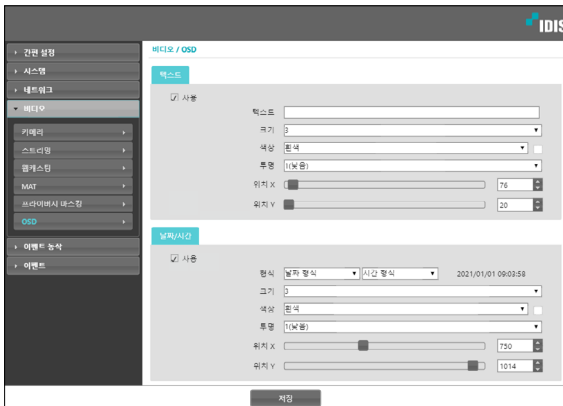 IDIS
간편 설정
시스템
네트워크
비디오
카메라
스트리밍
웹캐스팅
MAT
프라이버시 마스킹
OSD
이벤트 동작
이벤트
비디오 / OSD
텍스트
사용
텍스트
크기 3
색상 흰색
투명 1(낮음)
위치 X 76
위치 Y 20
날짜/시간
사용
형식 날짜 형식 시간 형식 2021/01/01 09:03:58
크기 3
색상 흰색
투명 1(낮음)
위치 X 750
위치 Y 1014
저장